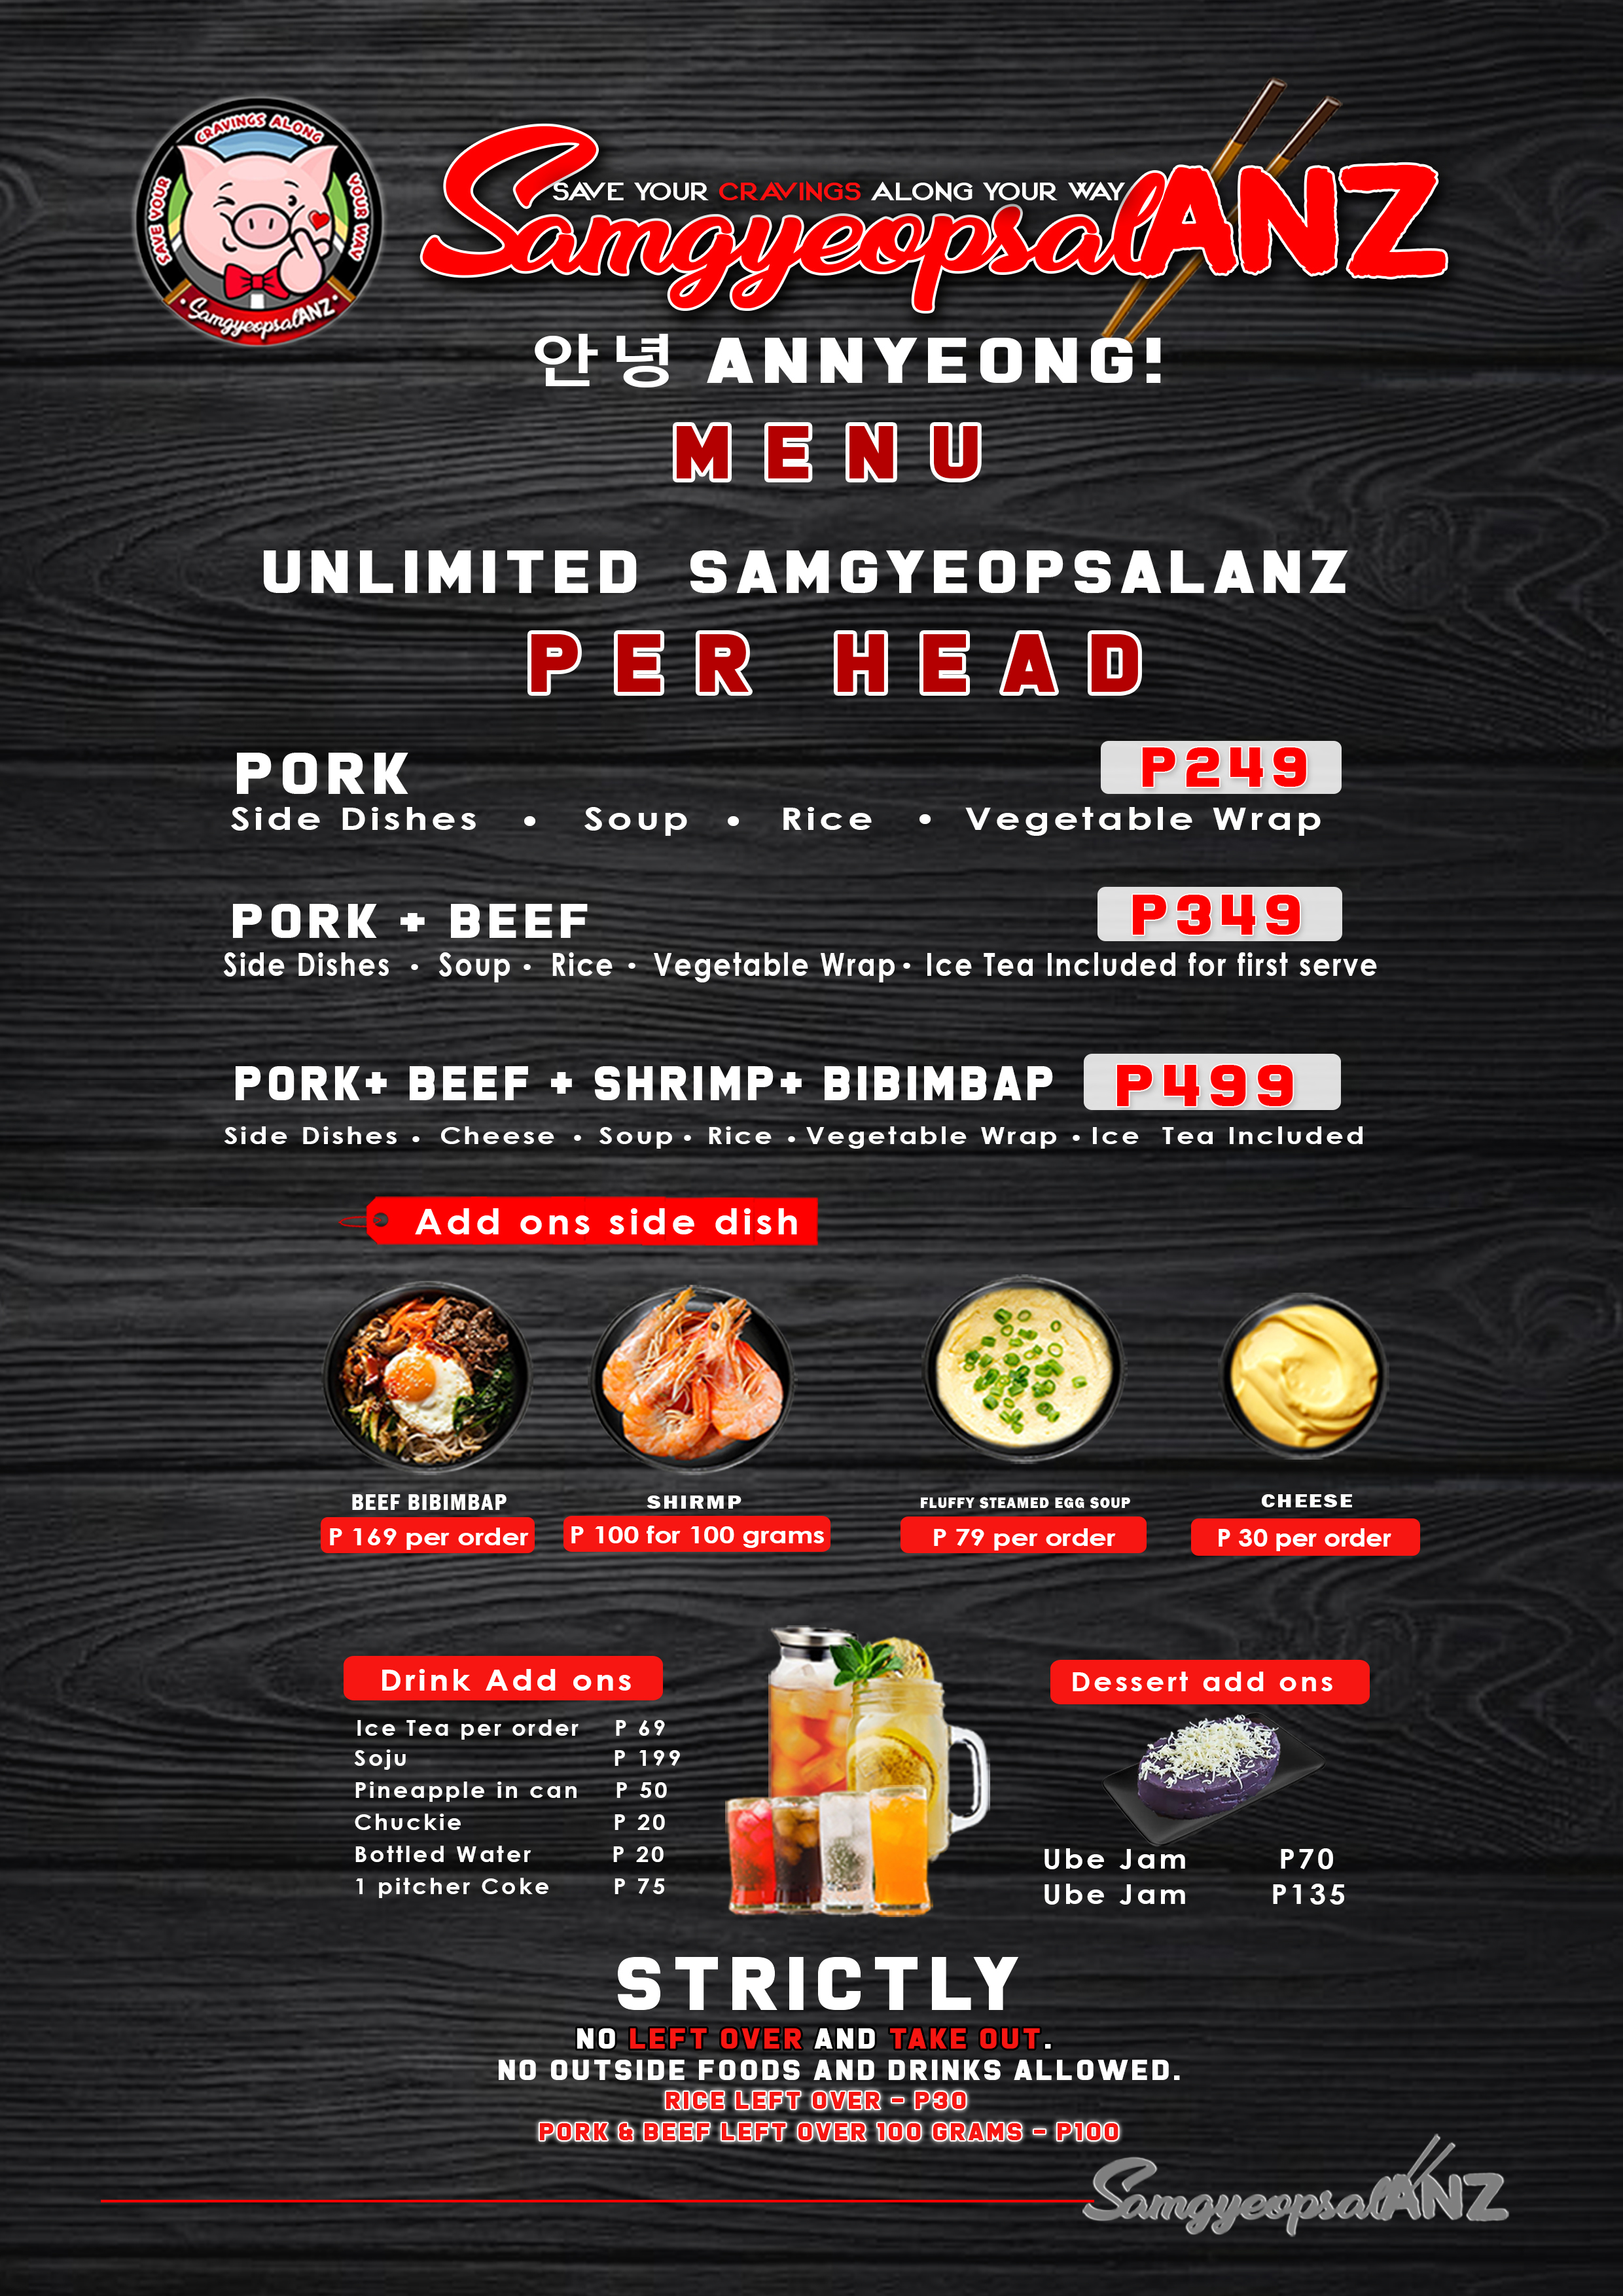 CRAVINGS ALONG
SAVE YOUR
YOUR WAY
SamgyeopsalANZ
SAVE YOUR CRAVINGS ALONG YOUR WAY
SamgyeopsalANZ
안녕 ANNYEONG!
MENU
UNLIMITED SAMGYEOPSALANZ
PER HEAD
PORK P249
Side Dishes • Soup • Rice • Vegetable Wrap
PORK + BEEF P349
Side Dishes • Soup • Rice • Vegetable Wrap • Ice Tea Included for first serve
PORK+ BEEF + SHRIMP+ BIBIMBAP P499
Side Dishes • Cheese • Soup • Rice • Vegetable Wrap • Ice Tea Included
Add ons side dish
BEEF BIBIMBAP SHIRMP FLUFFY STEAMED EGG SOUP CHEESE
P 169 per order P 100 for 100 grams P 79 per order P 30 per order
Drink Add ons
Ice Tea per order P 69
Soju P 199
Pineapple in can P 50
Chuckie P 20
Bottled Water P 20
1 pitcher Coke P 75
Dessert add ons
Ube Jam P70
Ube Jam P135
STRICTLY
NO LEFT OVER AND TAKE OUT.
NO OUTSIDE FOODS AND DRINKS ALLOWED.
RICE LEFT OVER - P30
PORK & BEEF LEFT OVER 100 GRAMS - P100
SamgyeopsalANZ